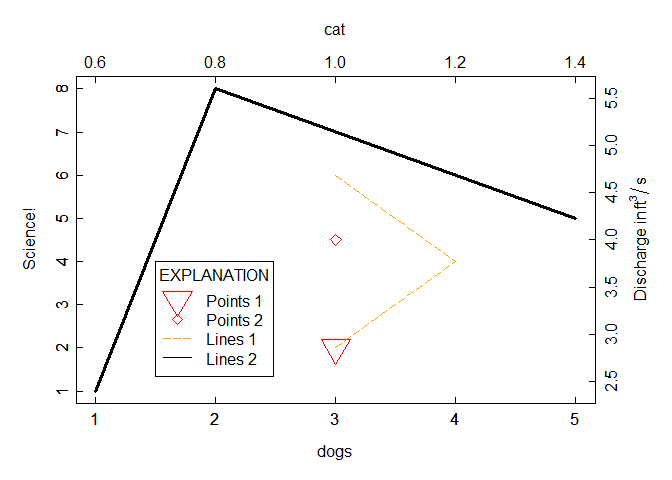 cat
0.6 0.8 1.0 1.2 1.4
8
7
6
5
4
3
2
1
Science!
5.5
5.0
4.5
4.0
3.5
3.0
2.5
Discharge inft³/ s
EXPLANATION
Points 1
Points 2
Lines 1
Lines 2
1 2 3 4 5
dogs